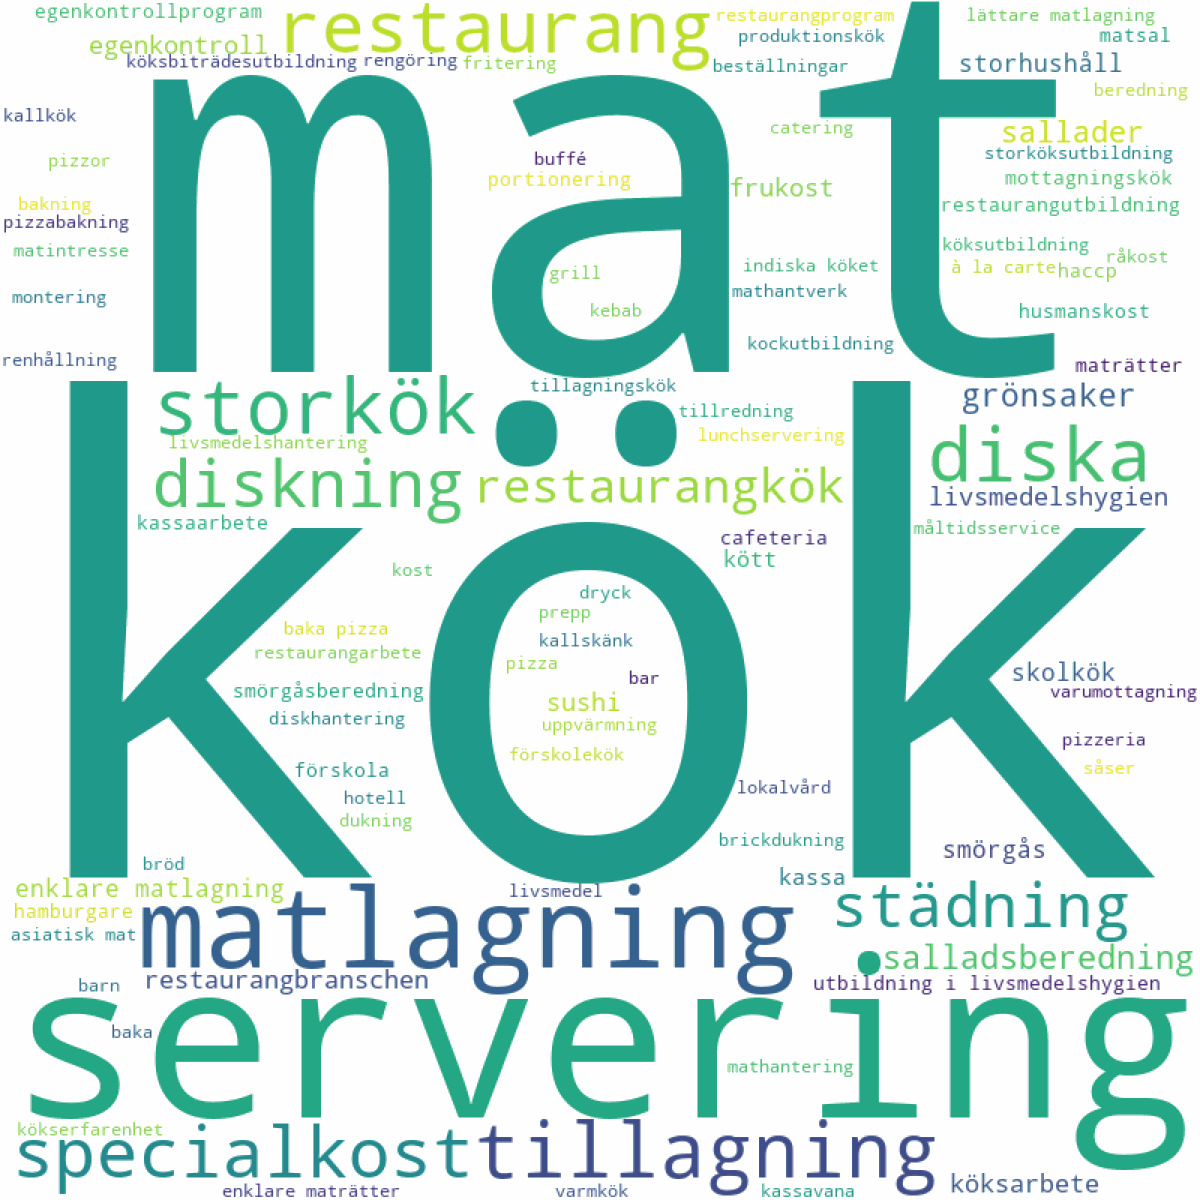 egenkontrollprogram
restaurang
restaurangprogram
lättare matlagning
egenkontroll
produktionskök
matsal
köksbiträdesutbildning
rengöring
fritering
beställningar
storhushåll
mat
beredning
kallkök
catering
sallader
pizzor
buffé
storköksutbildning
portionering
frukost
mottagningskök
bakning
restaurangutbildning
pizzabakning
matintresse
köksutbildning
råkost
grill
indiska köket
à la carte
haccp
montering
mathantverk
kebab
husmanskost
renhållning
kockutbildning
maträtter
storkök
tillagningskök
grönsaker
tillredning
livsmedelshantering
lunchservering
diska
diskning
restaurangkök
livsmedelshygien
kassaarbete
måltidsservice
kök
cafeteria
kött
kost
dryck
prepp
baka pizza
kallskänk
restaurangarbete
pizza
skolkök
bar
smörgåsberedning
varumottagning
sushi
diskhantering
uppvärmning
pizzeria
förskolekök
förskola
såser
hotell
lokalvård
dukning
brickdukning
smörgås
bröd
kassa
enklare matlagning
livsmedel
matlagning
städning
hamburgare
asiatisk mat
salladsberedning
restaurangbranschen
utbildning i livsmedelshygien
barn
servering
baka
mathantering
kökserfarenhet
specialkost
tillagning
köksarbete
enklare maträtter
varmkök
kassavana